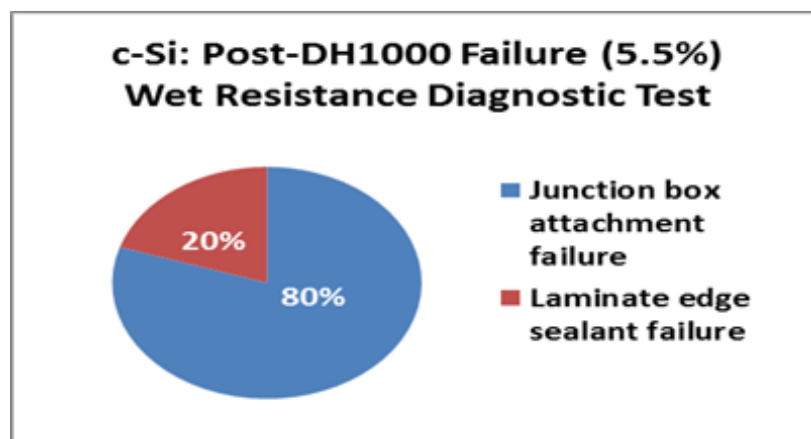 c-Si: Post-DH1000 Failure (5.5%)
Wet Resistance Diagnostic Test
20%
80%
Junction box
attachment
failure
Laminate edge
sealant failure